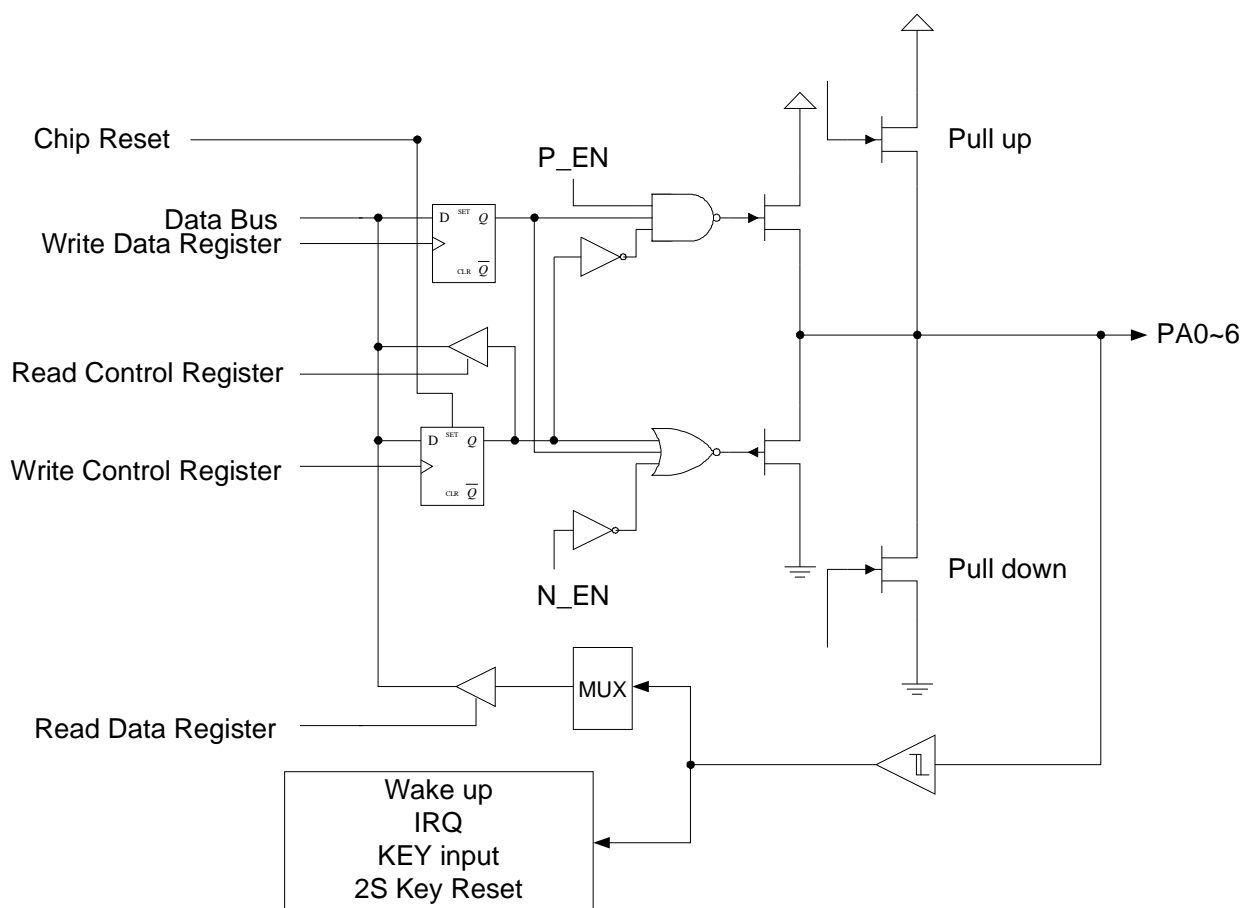 Pull up
Chip Reset
P_EN
Data Bus
D SET Q
Write Data Register
CLR Q
PA0~6
Read Control Register
D SET Q
Write Control Register
CLR Q
Pull down
N_EN
MUX
Read Data Register
Wake up
IRQ
KEY input
2S Key Reset